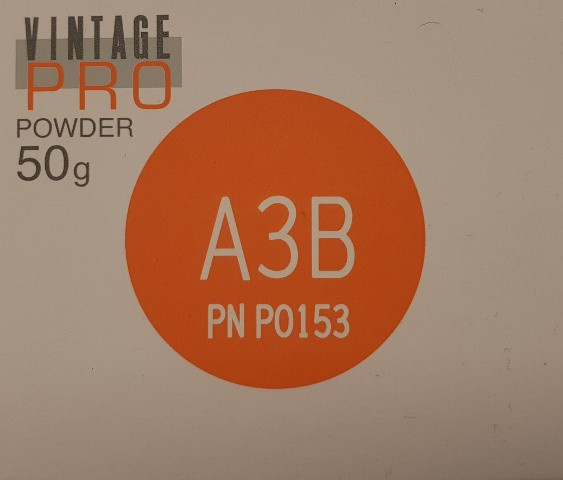 VINTAGE
PRO
POWDER
50g
A3B
PN P0153